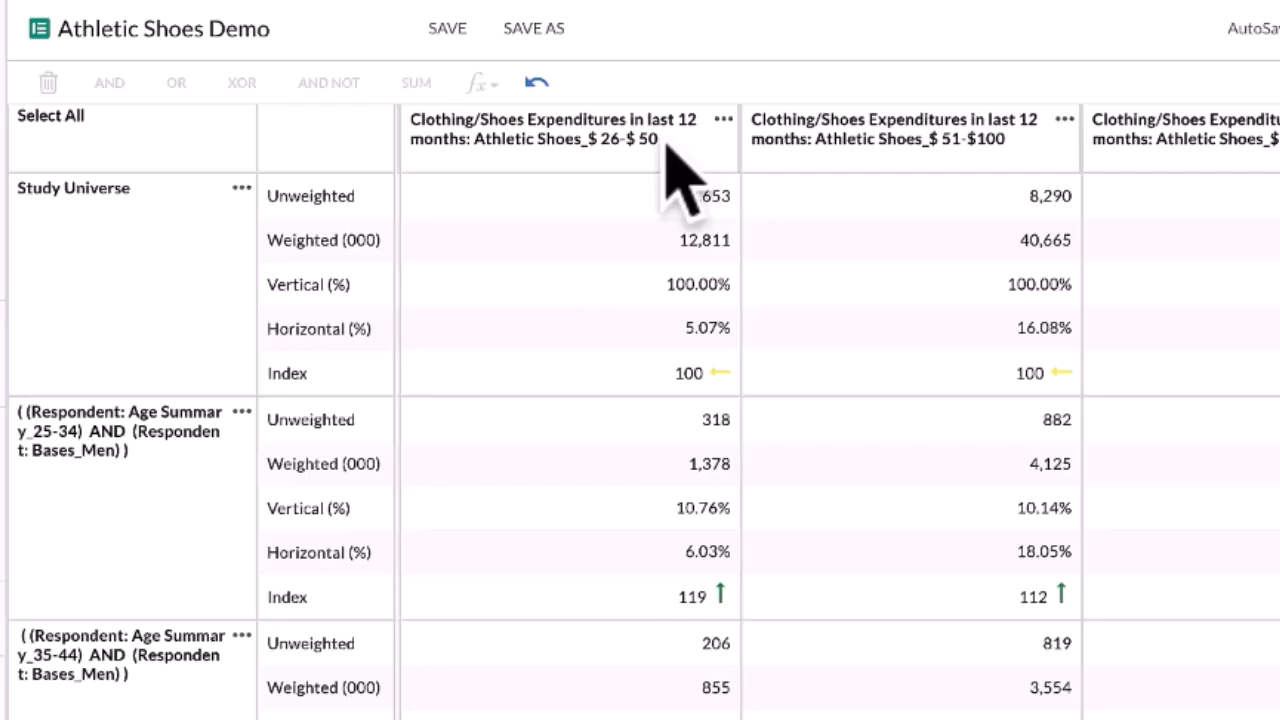 Athletic Shoes Demo SAVE SAVE AS
AND OR XOR AND NOT SUM fx
Select All
Clothing/Shoes Expenditures in last 12 •••
months: Athletic Shoes_$ 26-$ 50
Clothing/Shoes Expenditures in last 12 •••
months: Athletic Shoes_$ 51-$100
months: Athletic Shoes_$
Study Universe •••
Unweighted 8,290
Weighted (000) 12,811 40,665
Vertical (%) 100.00% 100.00%
Horizontal (%) 5.07% 16.08%
Index 100 100
( (Respondent: Age Summar •••
y_25-34) AND (Responden
t: Bases_Men) )
Unweighted 318 882
Weighted (000) 1,378 4,125
Vertical (%) 10.76% 10.14%
Horizontal (%) 6.03% 18.05%
Index 119 112
( (Respondent: Age Summar •••
y_35-44) AND (Responden
t: Bases_Men) )
Unweighted 206 819
Weighted (000) 855 3,554